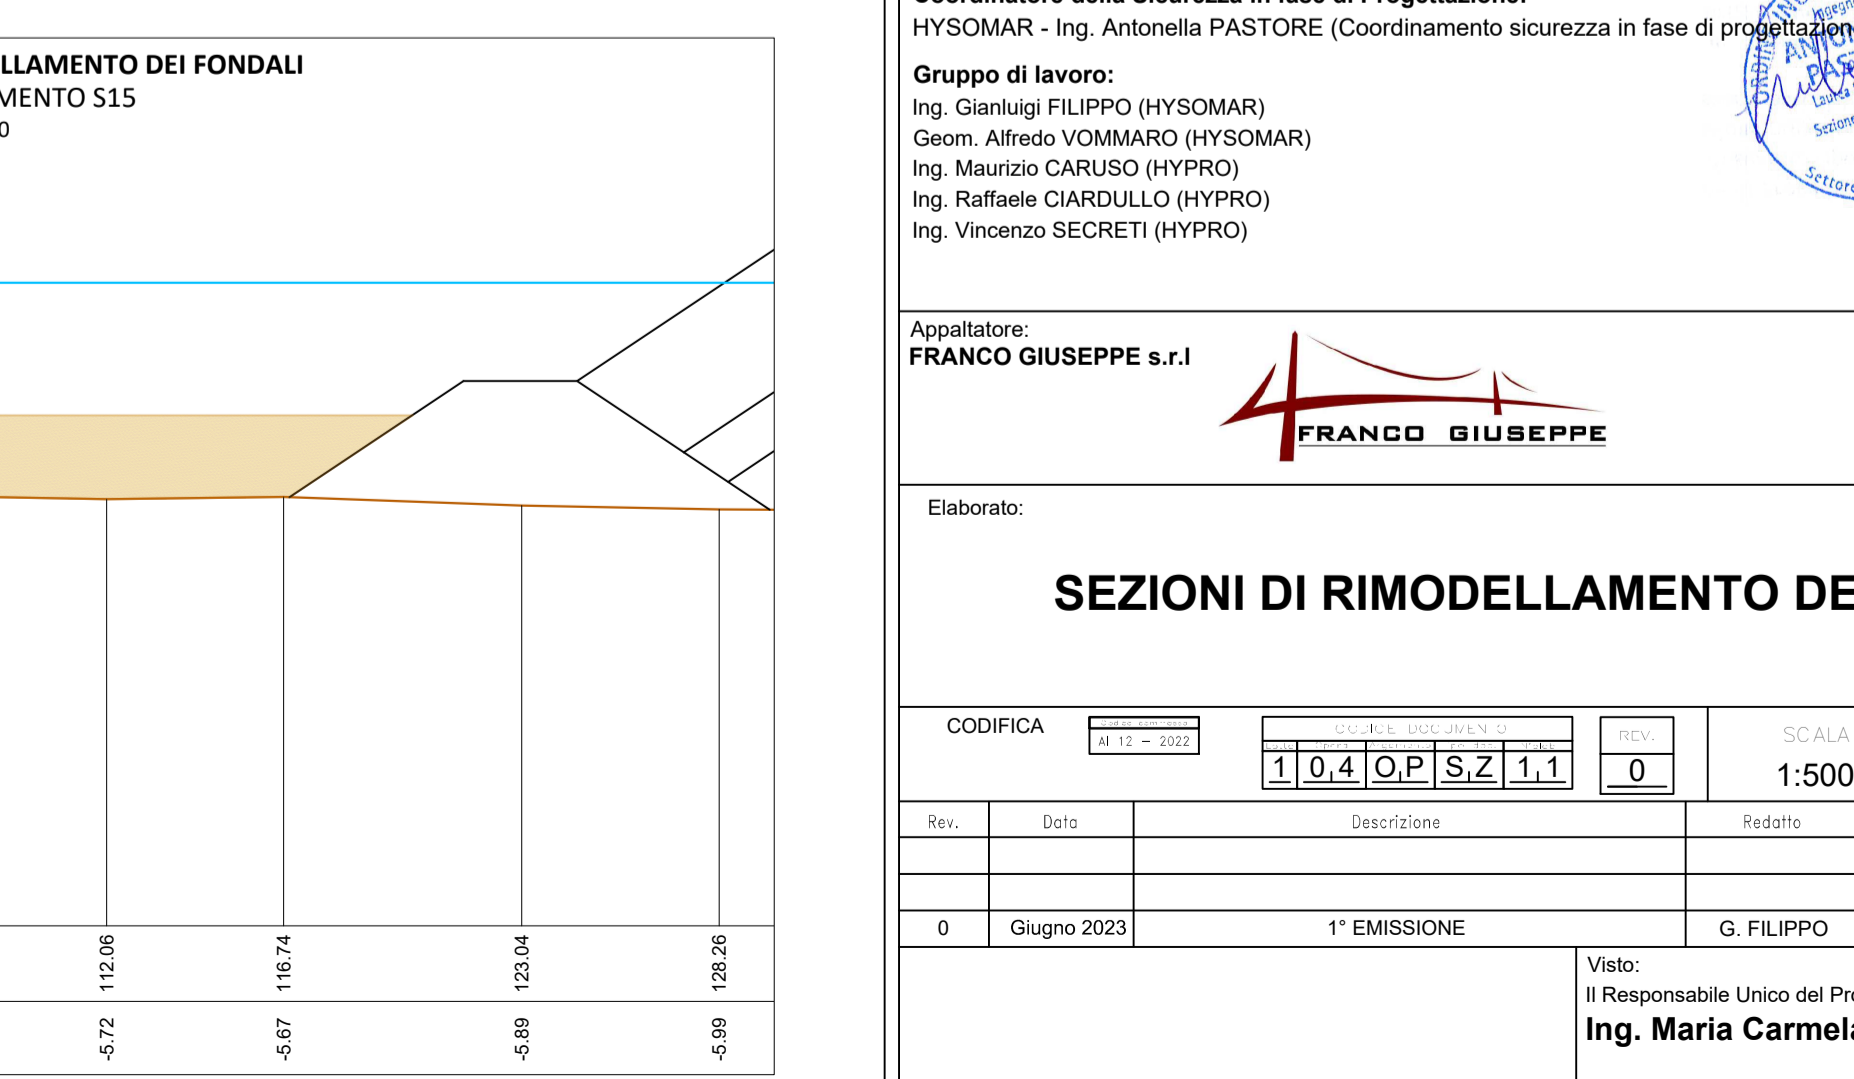 LLAMENTO DEI FONDALI
MENTO S15
0
112.06
116.74
123.04
128.26
-5.72
-5.67
-5.89
-5.99
HYSOMAR - Ing. Antonella PASTORE (Coordinamento sicurezza in fase di progettazion
Gruppo di lavoro:
Ing. Gianluigi FILIPPO (HYSOMAR)
Geom. Alfredo VOMMARO (HYSOMAR)
Ing. Maurizio CARUSO (HYPRO)
Ing. Raffaele CIARDULLO (HYPRO)
Ing. Vincenzo SECRETI (HYPRO)
Appaltatore:
FRANCO GIUSEPPE s.r.l
FRANCO GIUSEPPE
Elaborato:
SEZIONI DI RIMODELLAMENTO DE
CODIFICA
AI 12 – 2022
CODICE DOCUMENTO
1 0,4 O,P S,Z 1,1
REV.
0
SCALA
1:500
Rev. Data Descrizione Redatto
0 Giugno 2023 1° EMISSIONE G. FILIPPO
Visto:
Il Responsabile Unico del Pro
Ing. Maria Carmela